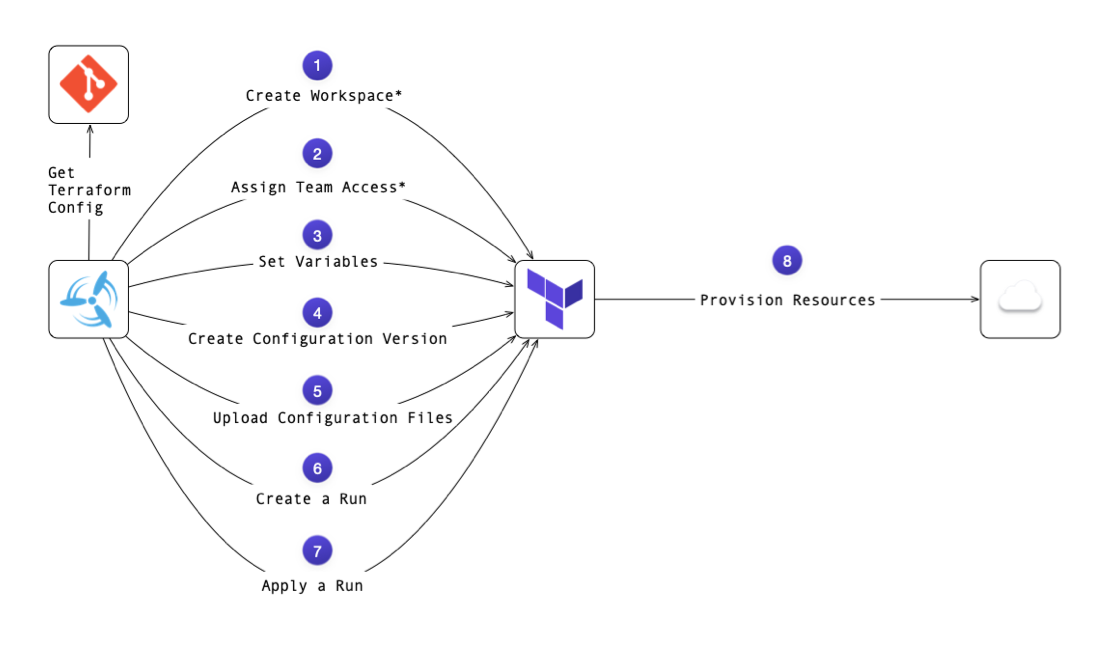 1
Create Workspace*
2
Assign Team Access*
Get
Terraform
Config
3
Set Variables
4
Create Configuration Version
5
Upload Configuration Files
6
Create a Run
7
Apply a Run
8
Provision Resources